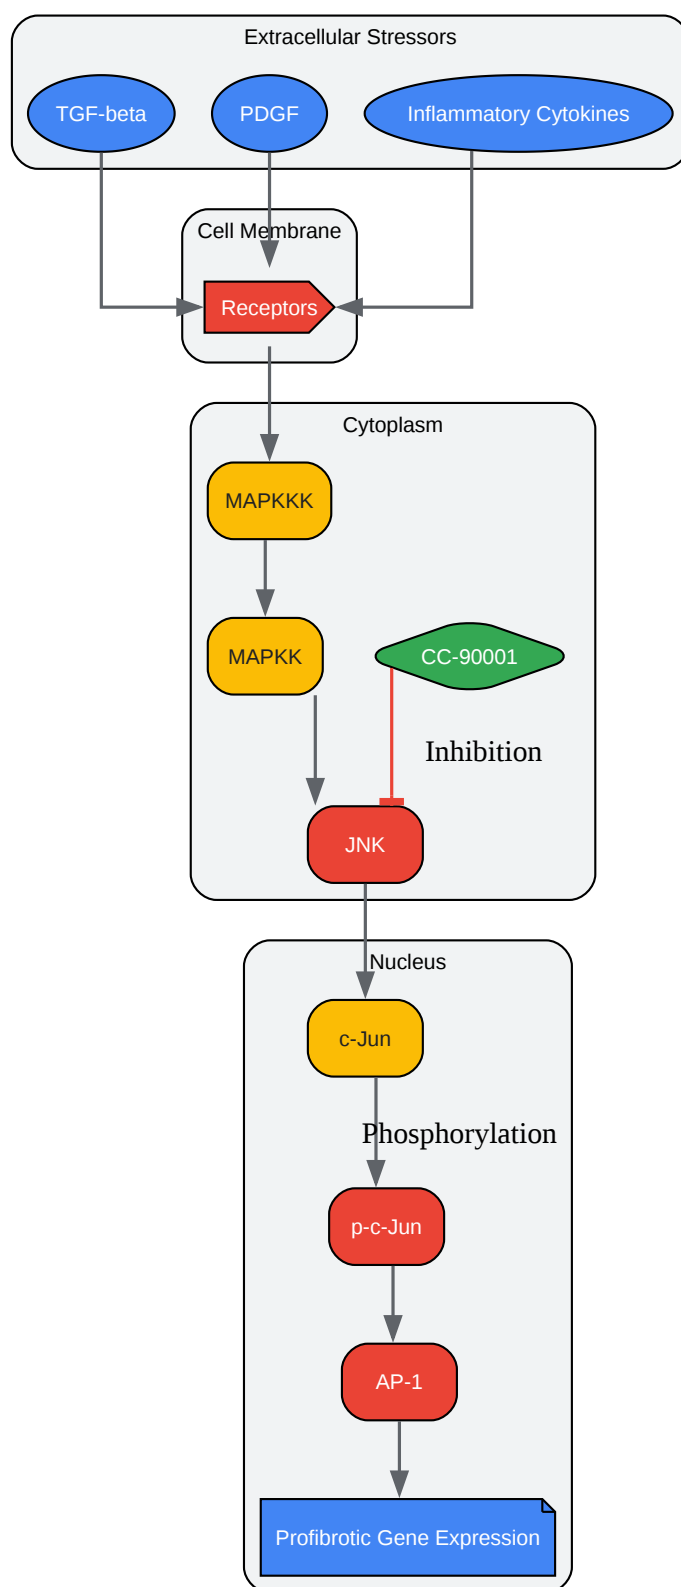 Extracellular Stressors
TGF-beta
PDGF
Inflammatory Cytokines
Cell Membrane
Receptors
Cytoplasm
MAPKKK
MAPKK
CC-90001
Inhibition
JNK
Nucleus
c-Jun
Phosphorylation
p-c-Jun
AP-1
Profibrotic Gene Expression